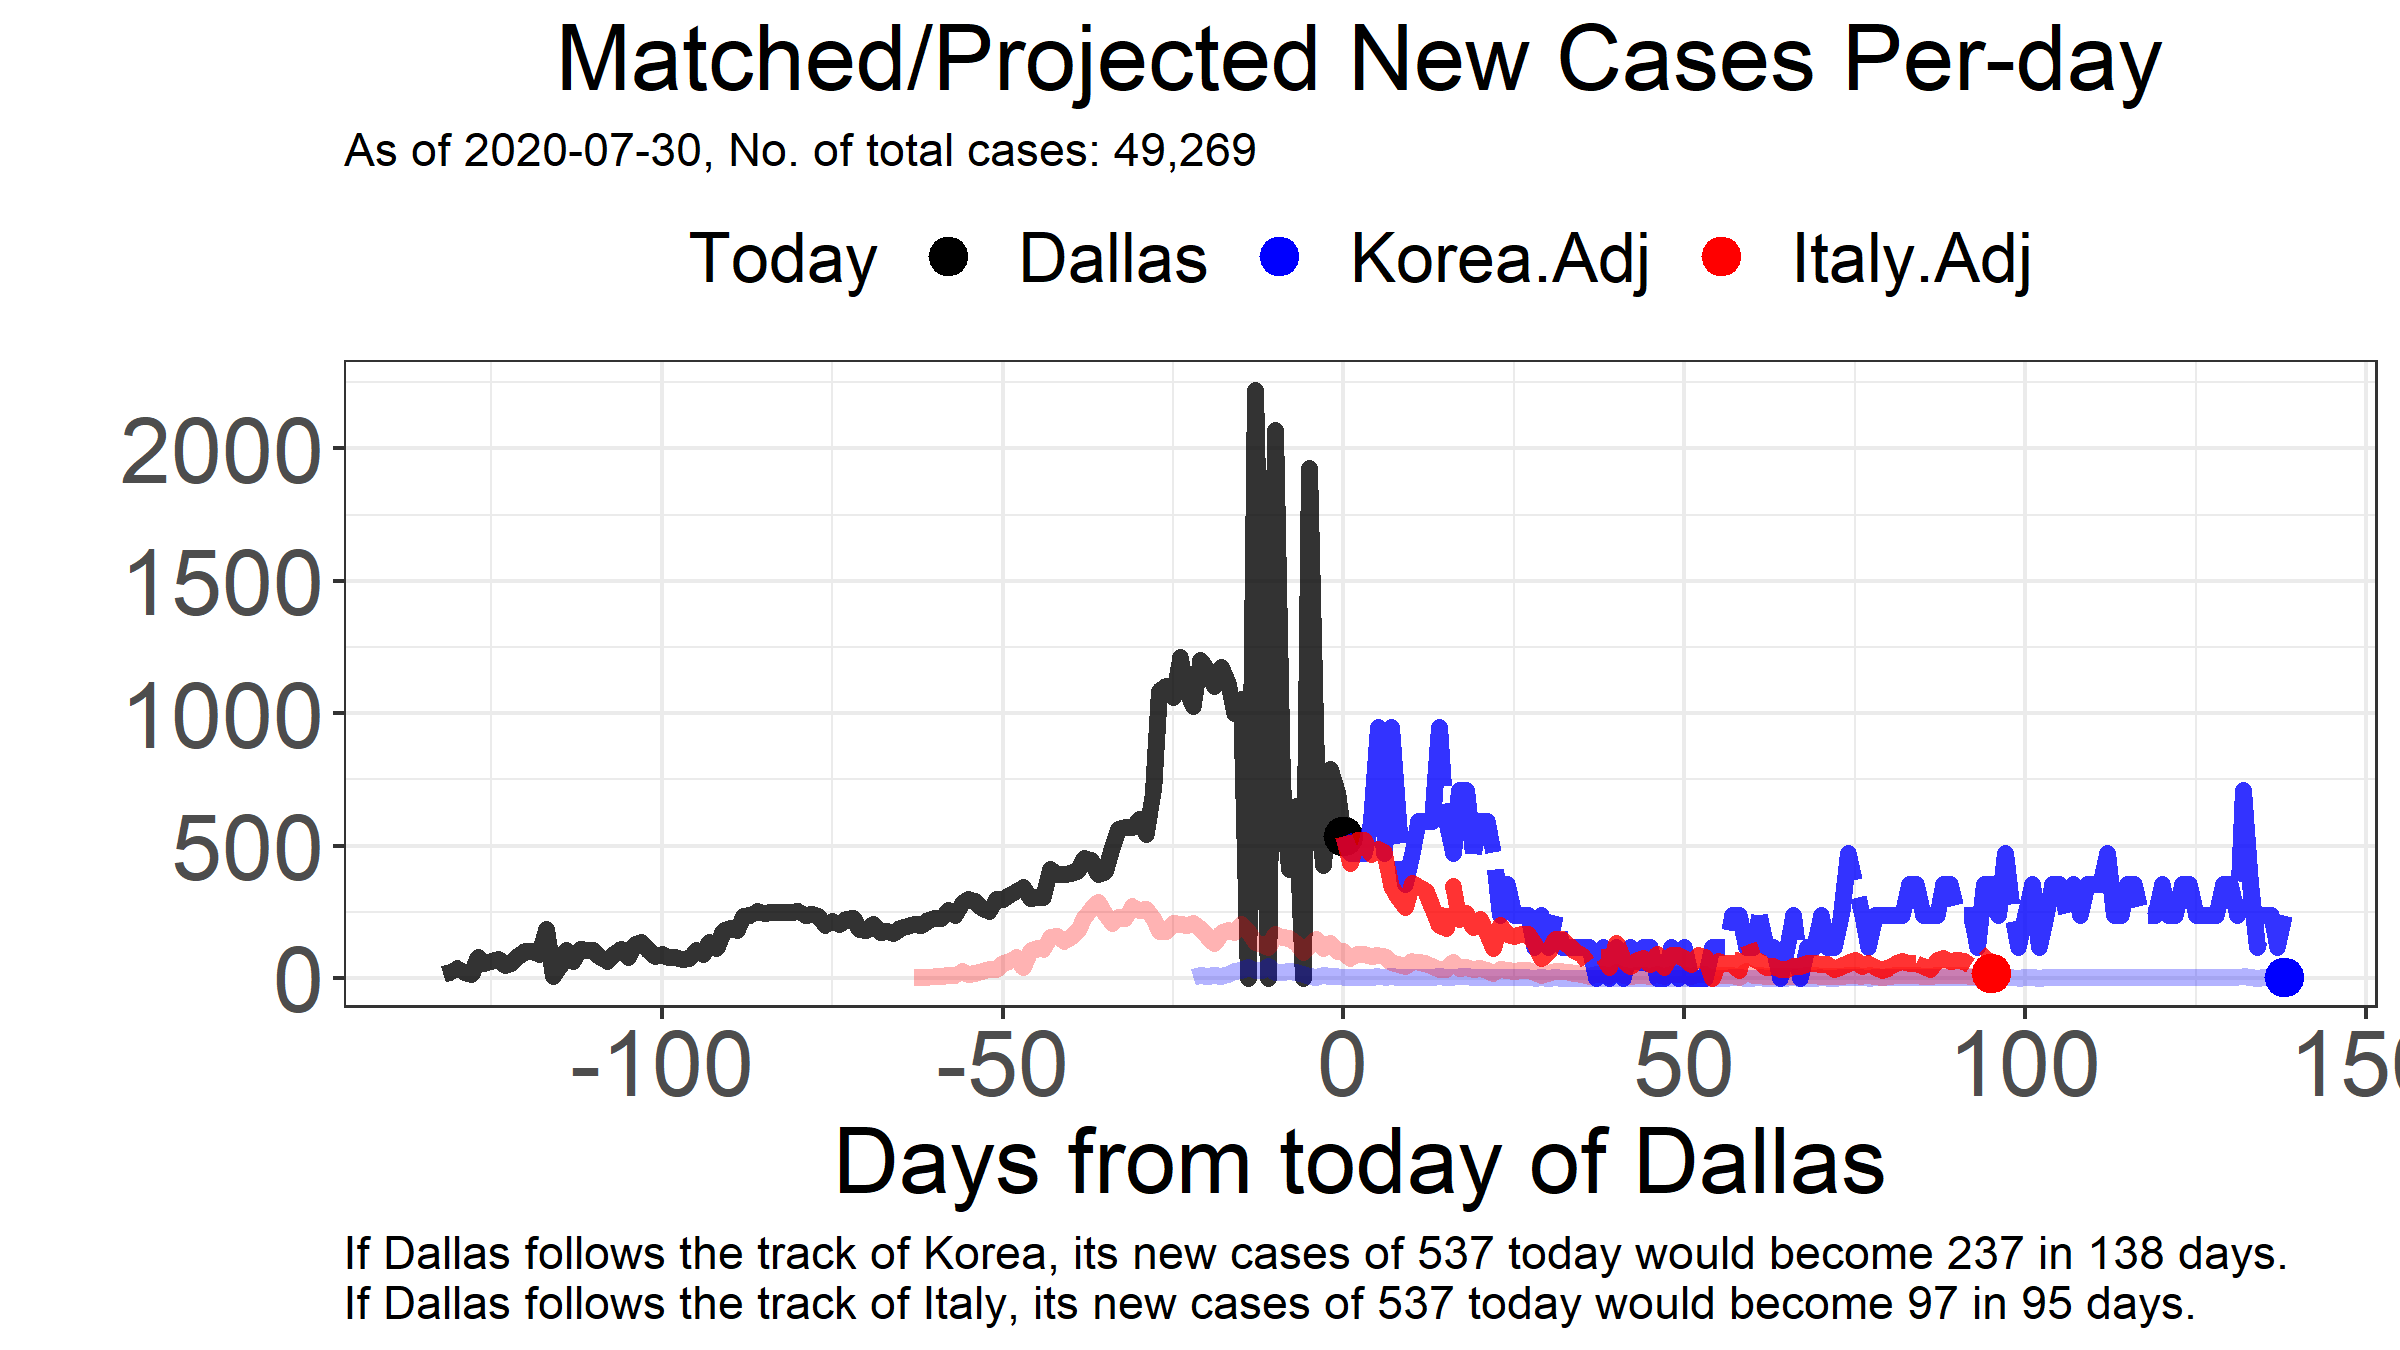 Matched/Projected New Cases Per-day
As of 2020-07-30, No. of total cases: 49,269
Today Dallas Korea.Adj Italy.Adj
2000
1500
1000
500
0
-100 -50 0 50 100 150
Days from today of Dallas
If Dallas follows the track of Korea, its new cases of 537 today would become 237 in 138 days.
If Dallas follows the track of Italy, its new cases of 537 today would become 97 in 95 days.